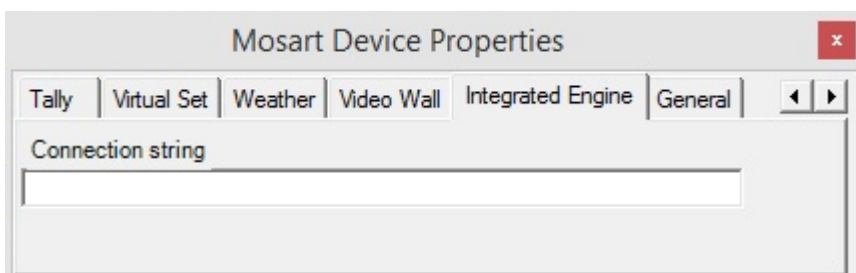 Mosart Device Properties x
Tally Virtual Set Weather Video Wall Integrated Engine General
Connection string